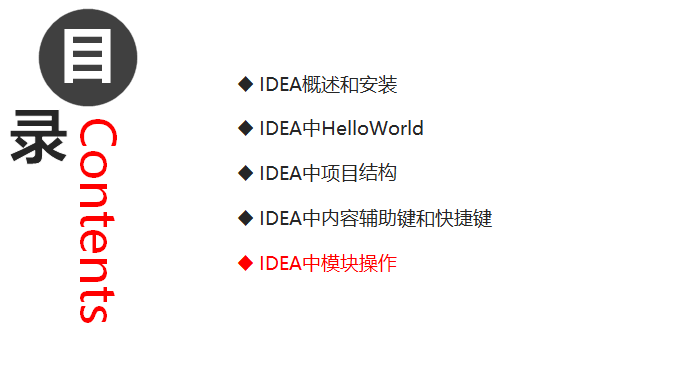 目录
Contents
◆ IDEA概述和安装
◆ IDEA中HelloWorld
◆ IDEA中项目结构
◆ IDEA中内容辅助键和快捷键
◆ IDEA中模块操作